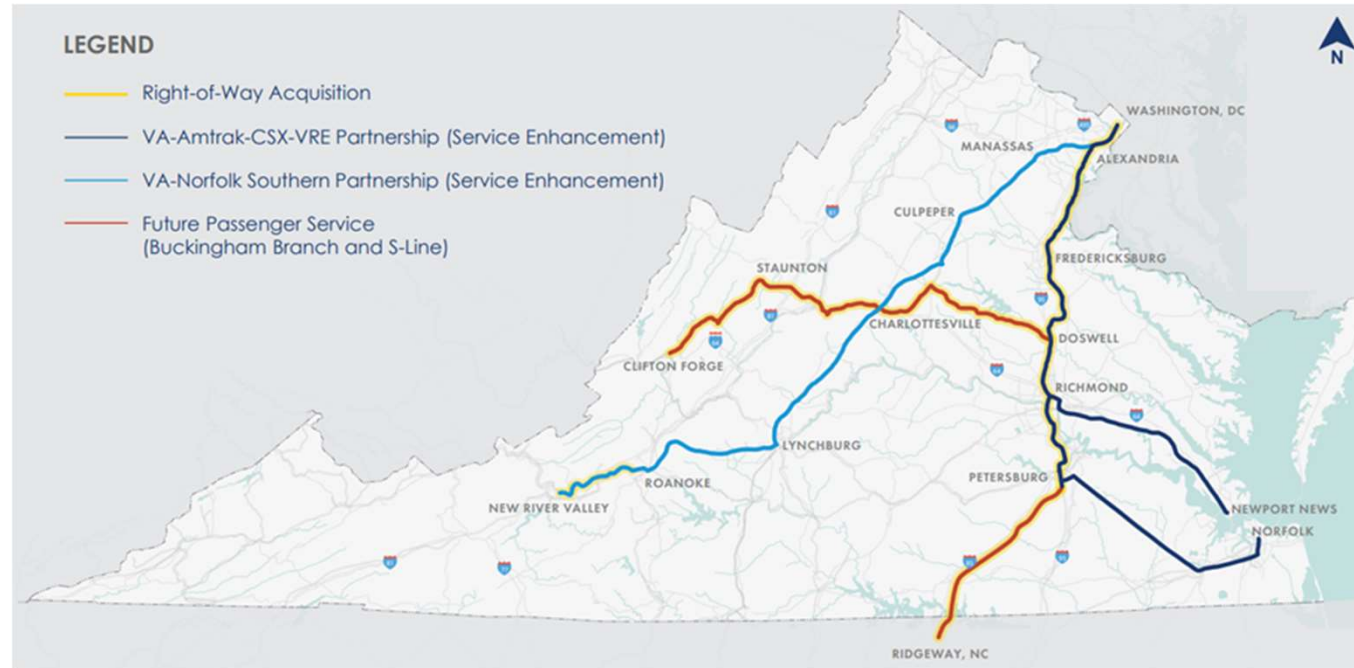 LEGEND
Right-of-Way Acquisition
VA-Amtrak-CSX-VRE Partnership (Service Enhancement)
VA-Norfolk Southern Partnership (Service Enhancement)
Future Passenger Service
(Buckingham Branch and S-Line)
N
WASHINGTON, DC
MANASSAS
ALEXANDRIA
CULPEPER
FREDERICKSBURG
STAUNTON
CHARLOTTESVILLE
DOSWELL
CLIFTON FORGE
RICHMOND
LYNCHBURG
PETERSBURG
ROANOKE
NEW RIVER VALLEY
NEWPORT NEWS
NORFOLK
RIDGEWAY, NC